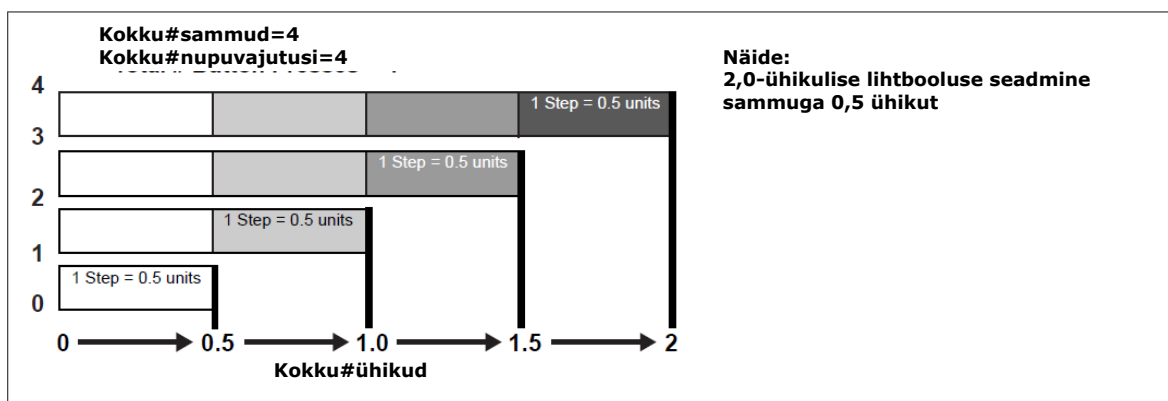 Kokku#sammud=4
Kokku#nupuvajutusi=4
Näide:
2,0-ühikulise lihtbooluse seadmine
sammuga 0,5 ühikut
4
1 Step = 0.5 units
3
1 Step = 0.5 units
2
1 Step = 0.5 units
1
1 Step = 0.5 units
0
0 0.5 1.0 1.5 2
Kokku#ühikud